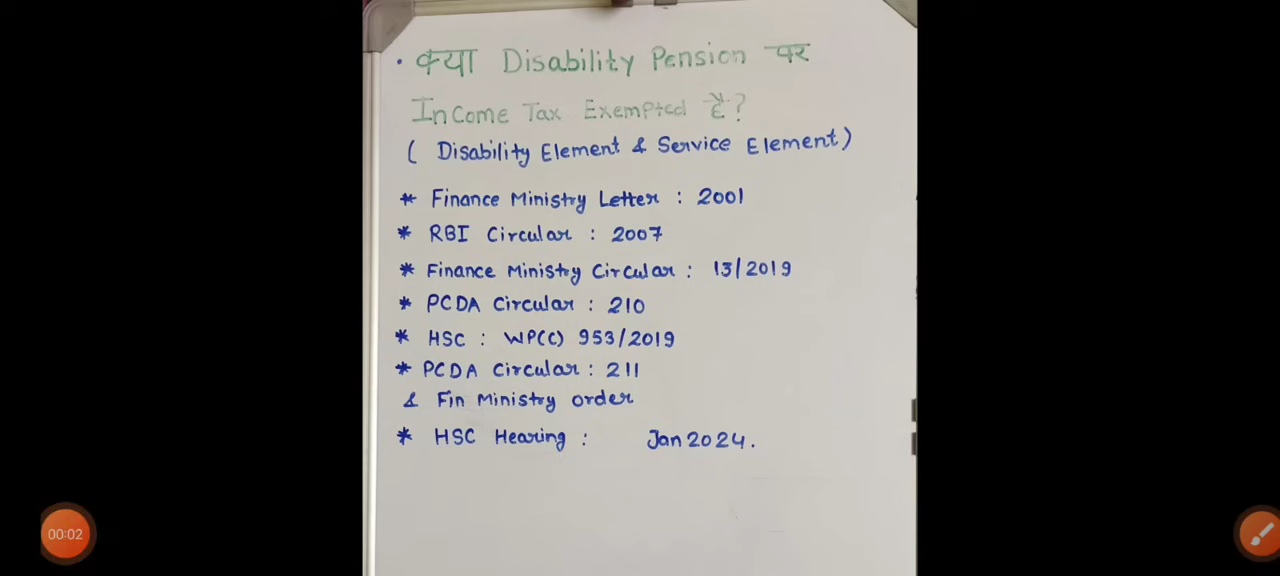 • क्या Disability Pension पर
Income Tax Exempted है?
( Disability Element & Service Element )
* Finance Ministry Letter : 2001
* RBI Circular : 2007
* Finance Ministry Circular : 13/2019
* PCDA Circular : 210
* HSC : WP(C) 953/2019
* PCDA Circular : 211
& Fin Ministry order
* HSC Hearing : Jan 2024.
00:02